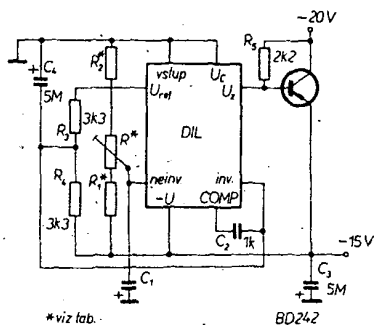 -20V
R5
2k2
C4
5M
R2*
vstup
UC
Uref
Uz
R3
3k3
DIL
R*
neinv.
inv.
R4
R1*
-U
COMP
3k3
C2
1k
-15V
C1
C3
5M
*viz tab.
BD242